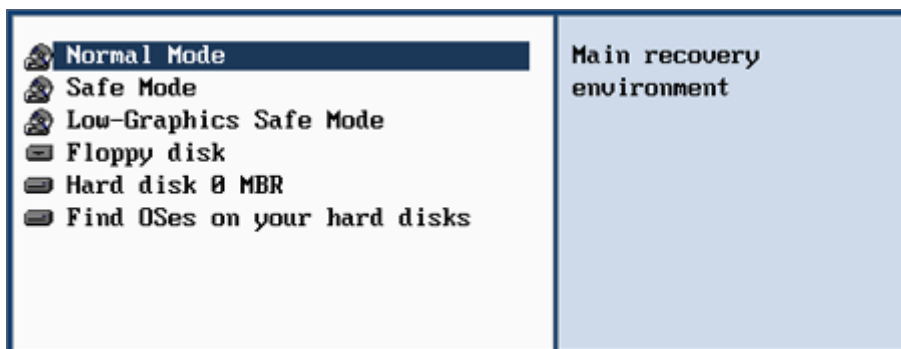 Normal Mode
Safe Mode
Low-Graphics Safe Mode
Floppy disk
Hard disk 0 MBR
Find OSes on your hard disks
Main recovery
environment